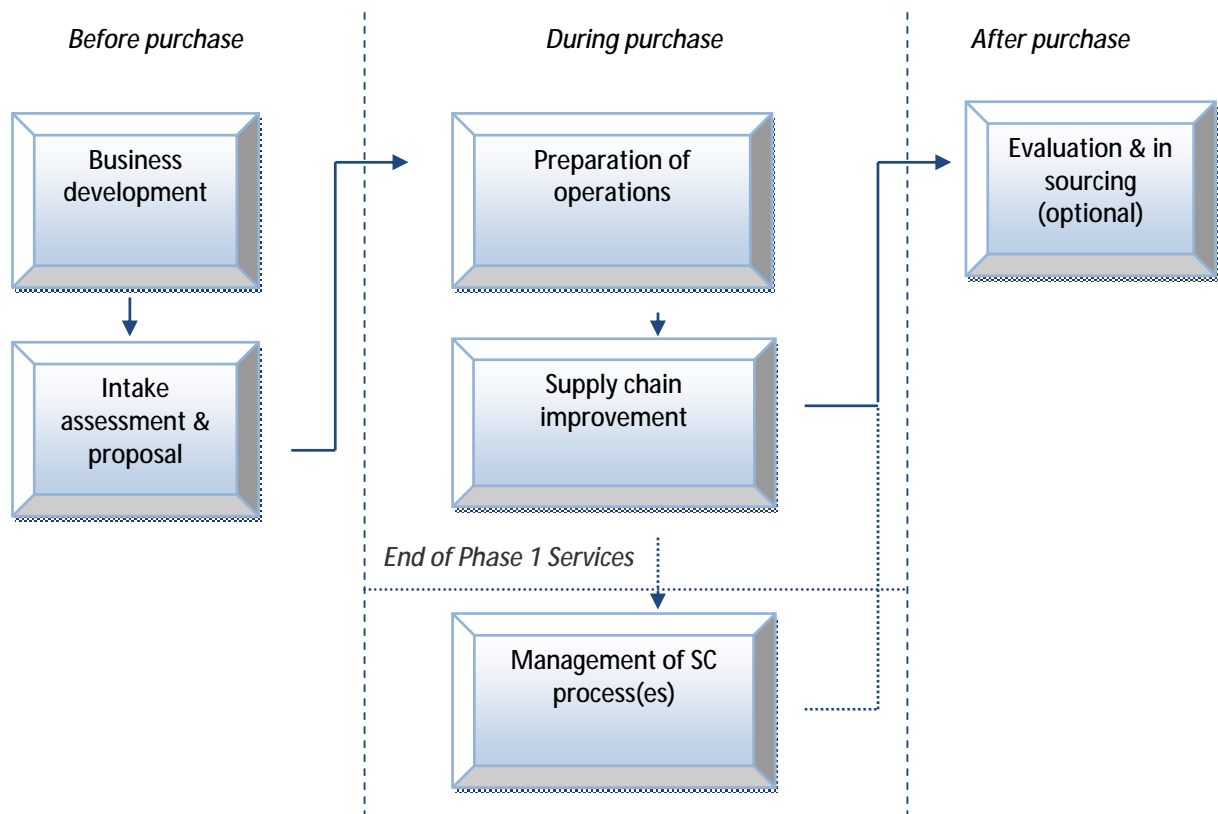 Before purchase
During purchase
After purchase
Business
development
Preparation of
operations
Evaluation & in
sourcing
(optional)
Intake
assessment &
proposal
Supply chain
improvement
End of Phase 1 Services
Management of SC
process(es)